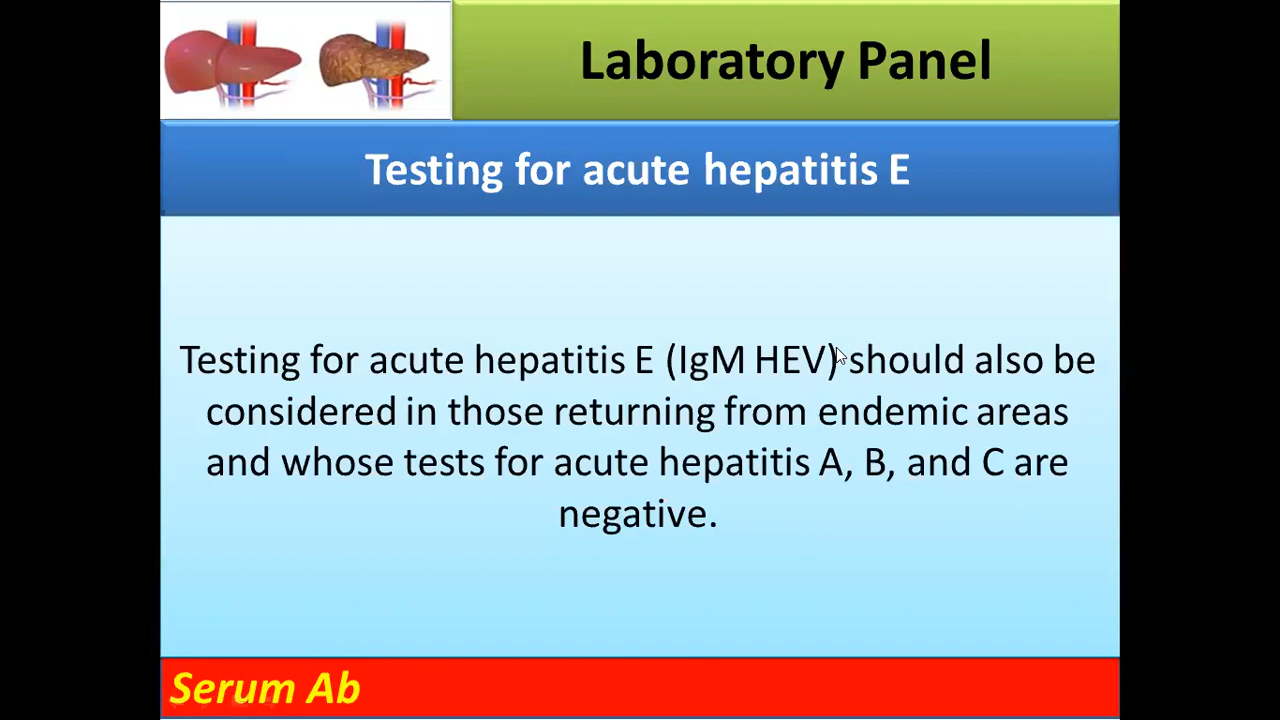 Laboratory Panel
Testing for acute hepatitis E
Testing for acute hepatitis E (IgM HEV) should also be
considered in those returning from endemic areas
and whose tests for acute hepatitis A, B, and C are
negative.
Serum Ab